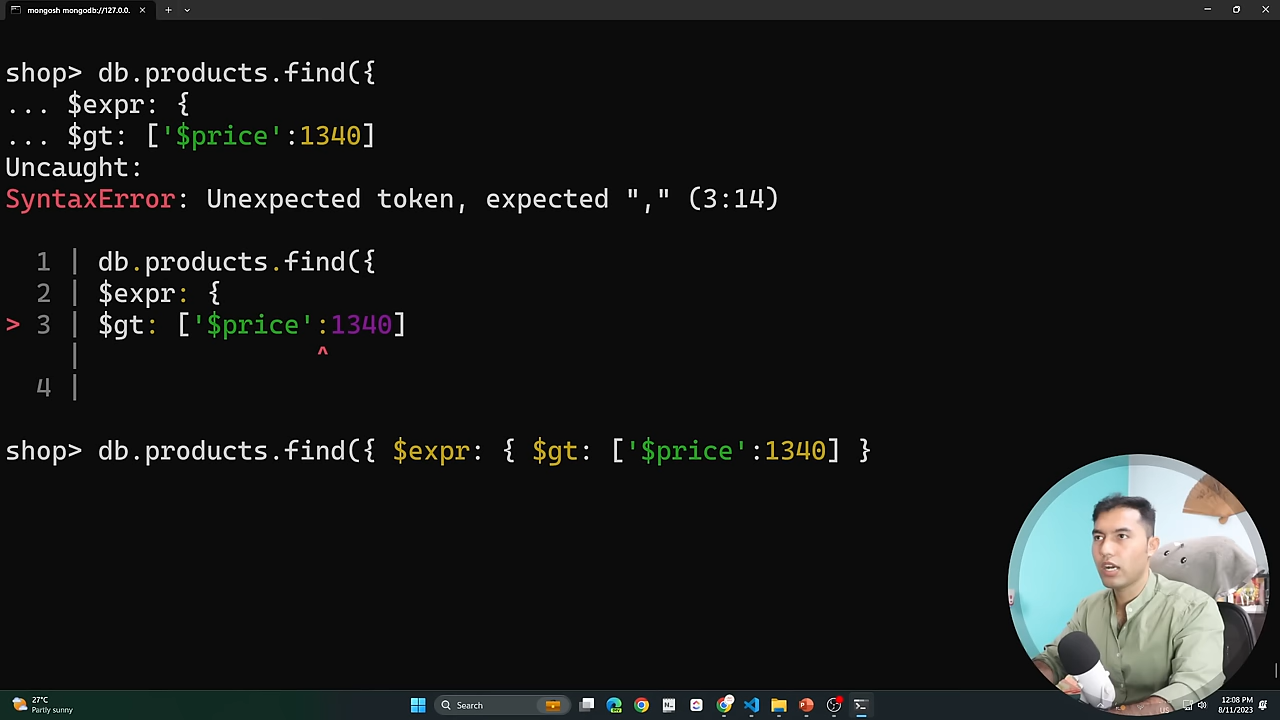 mongosh mongodb://127.0.0.
shop> db.products.find({
... $expr: {
... $gt: ['$price':1340]
Uncaught:
SyntaxError: Unexpected token, expected "," (3:14)
1 | db.products.find({
2 | $expr: {
> 3 | $gt: ['$price':1340]
| ^
4 |
shop> db.products.find({ $expr: { $gt: ['$price':1340] }
27°C
Partly sunny
Search
US
12:08 PM
8/11/2023